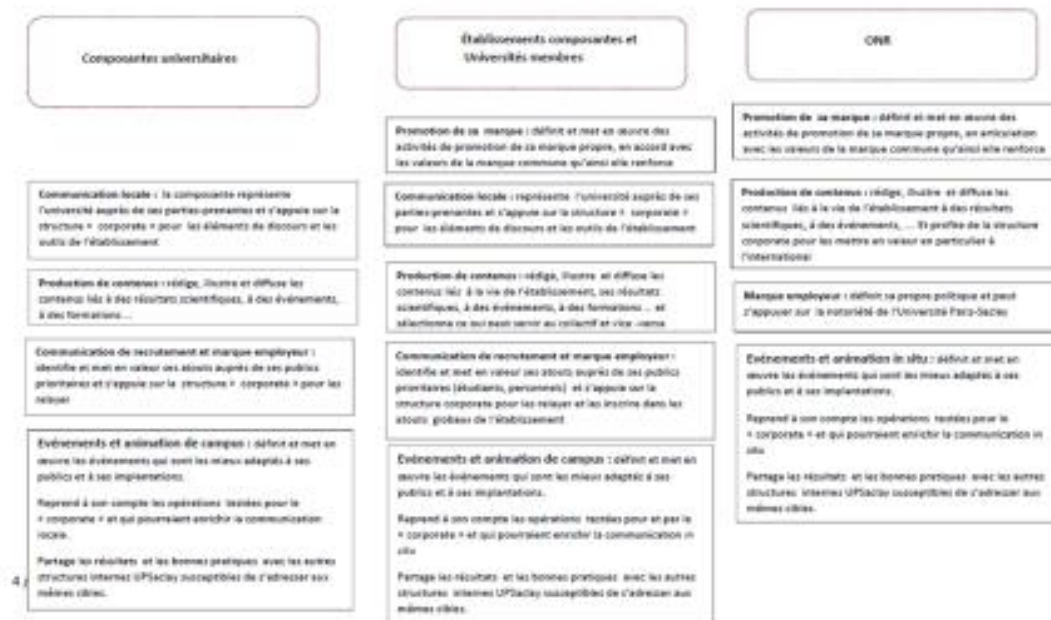 Composantes universitaires
Communication locale : la composante représente
l'université auprès de ses parties-prenantes et s'appuie sur la
structure « corporate » pour les éléments de discours et les
outils de l'établissement
Production de contenus : rédige, illustre et diffuse les
contenus liés à des résultats scientifiques, à des événements,
à des formations ...
Communication de recrutement et marque employeur :
identifie et met en valeur ses atouts auprès de ses publics
prioritaires et s'appuie sur la structure « corporate » pour les
relayer
Evénements et animation de campus : définit et met en
œuvre les événements qui sont les mieux adaptés à ses
publics et à ses implantations.
Reprend à son compte les opérations testées pour le
« corporate » et qui pourraient enrichir la communication
locale.
Partage les résultats et les bonnes pratiques avec les autres
structures internes UPSaclay susceptibles de s'adresser aux
mêmes cibles.
Établissements composantes et
Universités membres
Promotion de sa marque : définit et met en œuvre des
activités de promotion de sa marque propre, en accord avec
les valeurs de la marque commune qu'ainsi elle renforce
Communication locale : représente l'université auprès de ses
parties-prenantes et s'appuie sur la structure « corporate »
pour les éléments de discours et les outils de l'établissement
Production de contenus : rédige, illustre et diffuse les
contenus liés à la vie de l'établissement, ses résultats
scientifiques, à des événements, à des formations ... et
sélectionne ce qui peut servir au collectif et vice -versa
Communication de recrutement et marque employeur :
identifie et met en valeur ses atouts auprès de ses publics
prioritaires (étudiants, personnels) et s'appuie sur la
structure corporate pour les relayer et les inscrire dans les
atouts globaux de l'établissement
Evénements et animation de campus : définit et met en
œuvre les événements qui sont les mieux adaptés à ses
publics et à ses implantations.
Reprend à son compte les opérations testées pour et par le
« corporate » et qui pourraient enrichir la communication in
situ
Partage les résultats et les bonnes pratiques avec les autres
structures internes UPSaclay susceptibles de s'adresser aux
mêmes cibles.
ONR
Promotion de sa marque : définit et met en œuvre des
activités de promotion de sa marque propre, en articulation
avec les valeurs de la marque commune qu'ainsi elle renforce
Production de contenus : rédige, illustre et diffuse les
contenus liés à la vie de l'établissement à des résultats
scientifiques, à des événements, ... Et profite de la structure
corporate pour les mettre en valeur en particulier à
l'international
Marque employeur : définit sa propre politique et peut
s'appuyer sur la notoriété de l'Université Paris-Saclay
Evénements et animation in situ : définit et met en
œuvre les événements qui sont les mieux adaptés à ses
publics et à ses implantations.
Reprend à son compte les opérations testées pour le
« corporate » et qui pourraient enrichir la communication in
situ
Partage les résultats et les bonnes pratiques avec les autres
structures internes UPSaclay susceptibles de s'adresser aux
mêmes cibles.
4